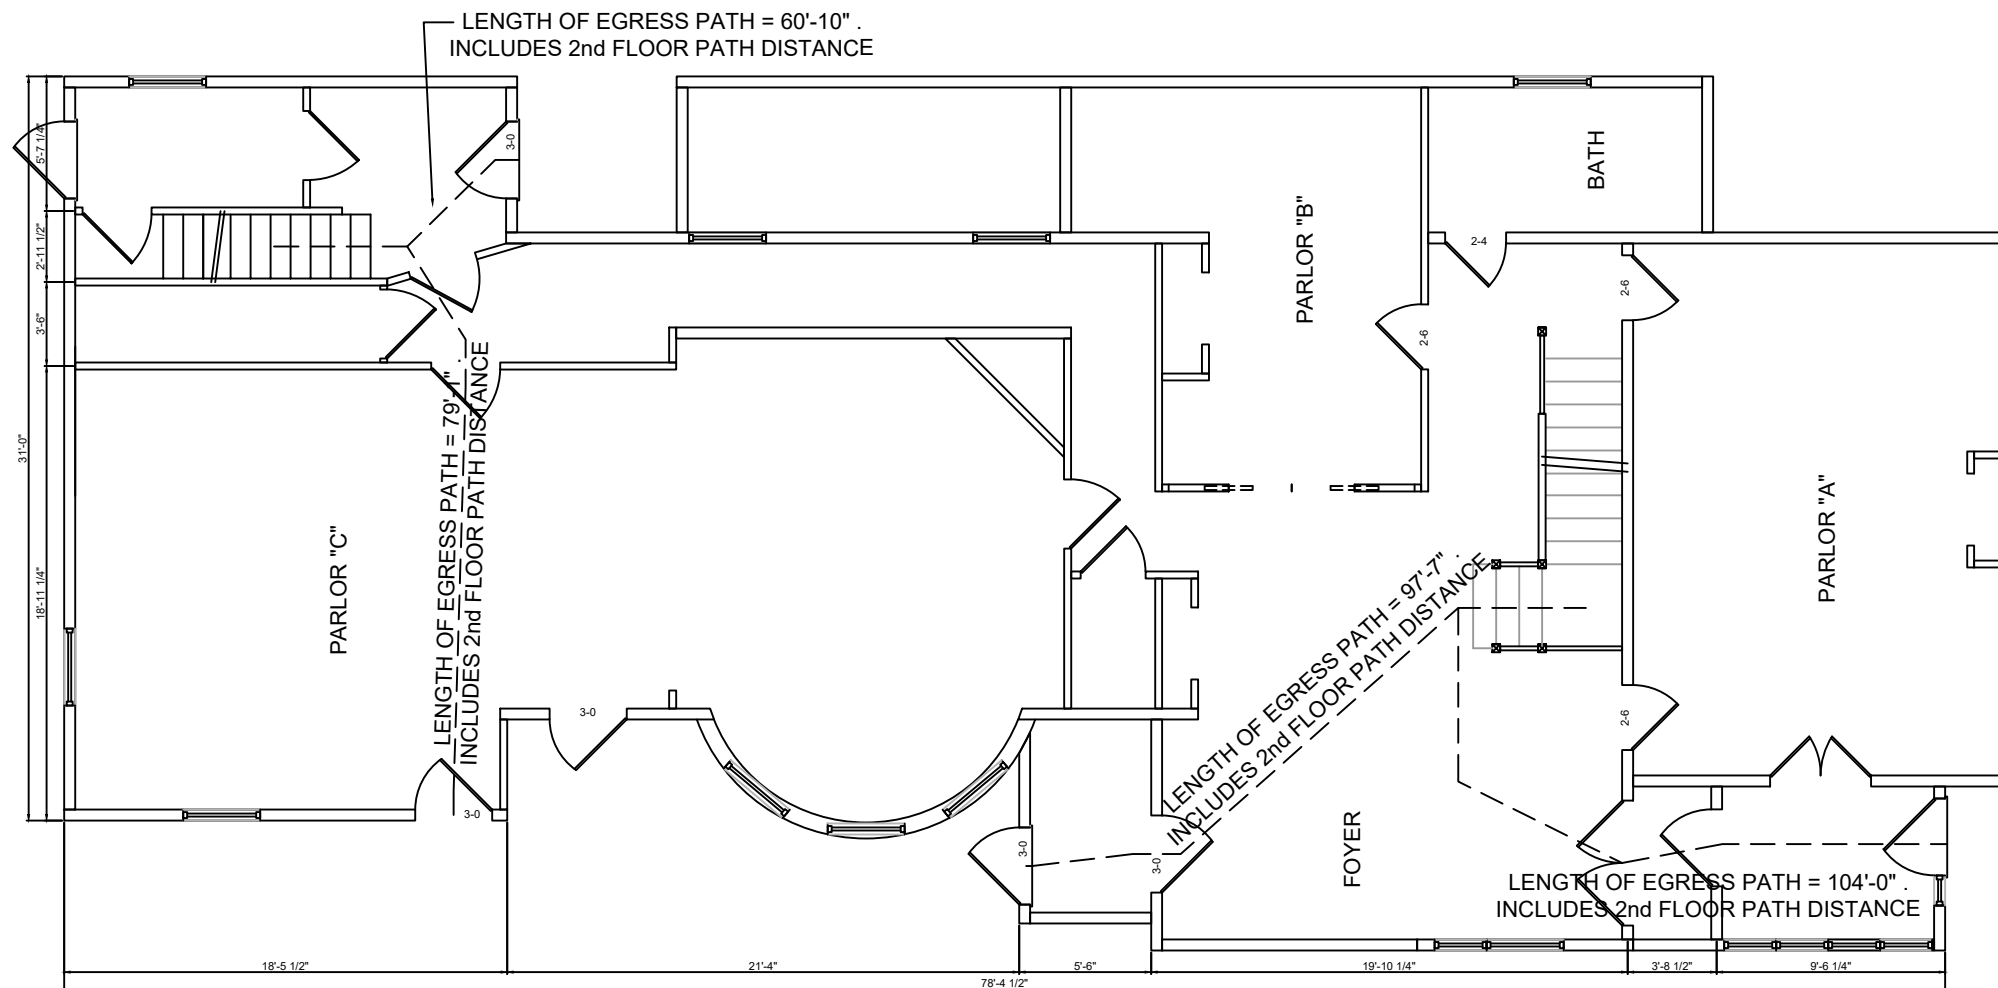 LENGTH OF EGRESS PATH = 60'-10" .
INCLUDES 2nd FLOOR PATH DISTANCE
5'-7 1/4"
2'-11 1/2"
3'-6"
31'-0"
18'-11 1/4"
3-0
PARLOR "C"
LENGTH OF EGRESS PATH = 79'-1" .
INCLUDES 2nd FLOOR PATH DISTANCE
3-0
3-0
PARLOR "B"
BATH
2-4
2-6
2-6
PARLOR "A"
LENGTH OF EGRESS PATH = 97'-7" .
INCLUDES 2nd FLOOR PATH DISTANCE
2-6
3-0
3-0
FOYER
LENGTH OF EGRESS PATH = 104'-0" .
INCLUDES 2nd FLOOR PATH DISTANCE
18'-5 1/2"
21'-4"
5'-6"
19'-10 1/4"
3'-8 1/2"
9'-6 1/4"
78'-4 1/2"